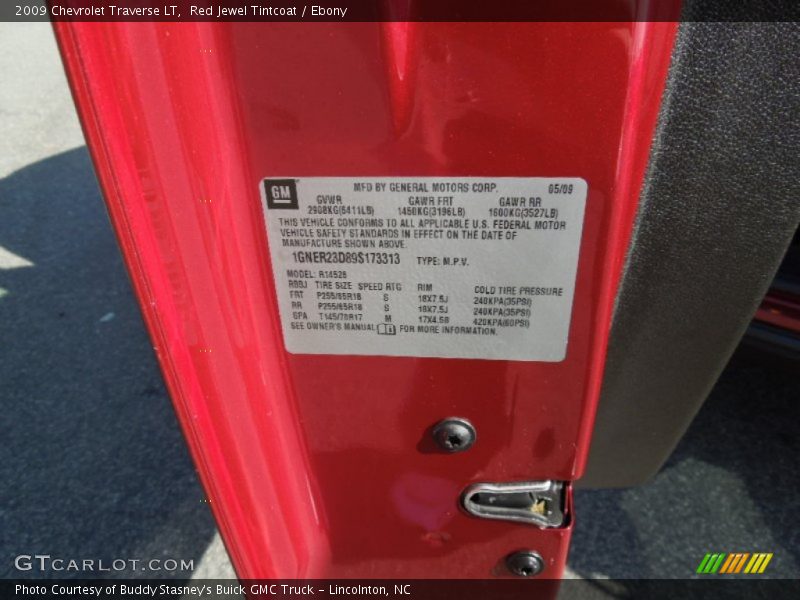 2009 Chevrolet Traverse LT, Red Jewel Tintcoat / Ebony
GM MFD BY GENERAL MOTORS CORP. 05/09
GVWR GAWR FRT GAWR RR
2908KG(6411LB) 1450KG(3196LB) 1600KG(3527LB)
THIS VEHICLE CONFORMS TO ALL APPLICABLE U.S. FEDERAL MOTOR
VEHICLE SAFETY STANDARDS IN EFFECT ON THE DATE OF
MANUFACTURE SHOWN ABOVE.
1GNER23D89S173313 TYPE: M.P.V.
MODEL: R14526
TIRE SIZE SPEED RTG RIM COLD TIRE PRESSURE
FRT P255/65R18 S 18X7.5J 240KPA(35PSI)
RR P255/65R18 S 18X7.5J 240KPA(35PSI)
SPA T145/70R17 M 17X4.5B 420KPA(60PSI)
SEE OWNER'S MANUAL FOR MORE INFORMATION.
GTCARLOT.COM
Photo Courtesy of Buddy Stasney's Buick GMC Truck – Lincolnton, NC